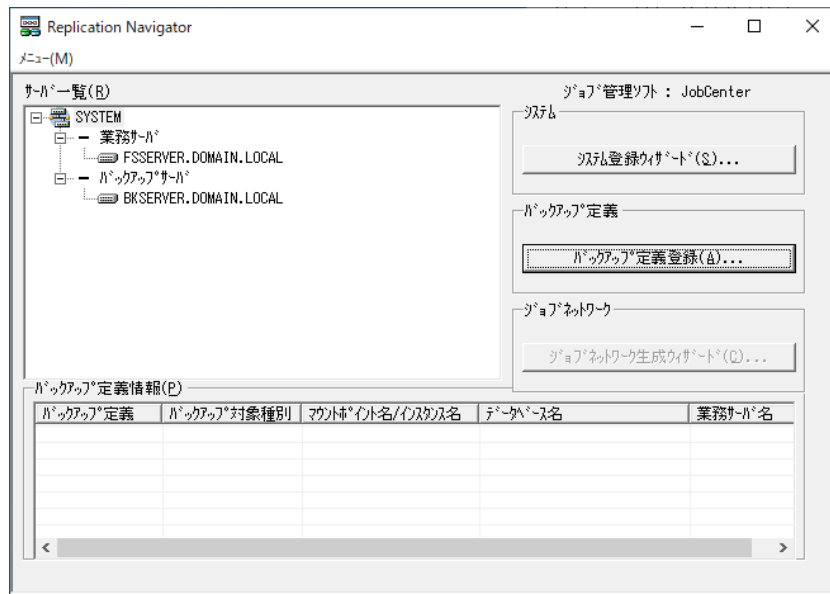 Replication Navigator
ﾒﾆｭｰ(M)
ｻｰﾊﾞ一覧(R)
ｼﾞｮﾌﾞ管理ｿﾌﾄ : JobCenter
SYSTEM
業務ｻｰﾊﾞ
FSSERVER.DOMAIN.LOCAL
ﾊﾞｯｸｱｯﾌﾟｻｰﾊﾞ
BKSERVER.DOMAIN.LOCAL
ｼｽﾃﾑ
ｼｽﾃﾑ登録ｳｨｻﾞｰﾄﾞ(S)...
ﾊﾞｯｸｱｯﾌﾟ定義
ﾊﾞｯｸｱｯﾌﾟ定義登録(A)...
ｼﾞｮﾌﾞﾈｯﾄﾜｰｸ
ｼﾞｮﾌﾞﾈｯﾄﾜｰｸ生成ｳｨｻﾞｰﾄﾞ(C)...
ﾊﾞｯｸｱｯﾌﾟ定義情報(P)
ﾊﾞｯｸｱｯﾌﾟ定義 ﾊﾞｯｸｱｯﾌﾟ対象種別 ﾏｳﾝﾄﾎﾟｲﾝﾄ名/ｲﾝｽﾀﾝｽ名 ﾃﾞｰﾀﾍﾞｰｽ名 業務ｻｰﾊﾞ名